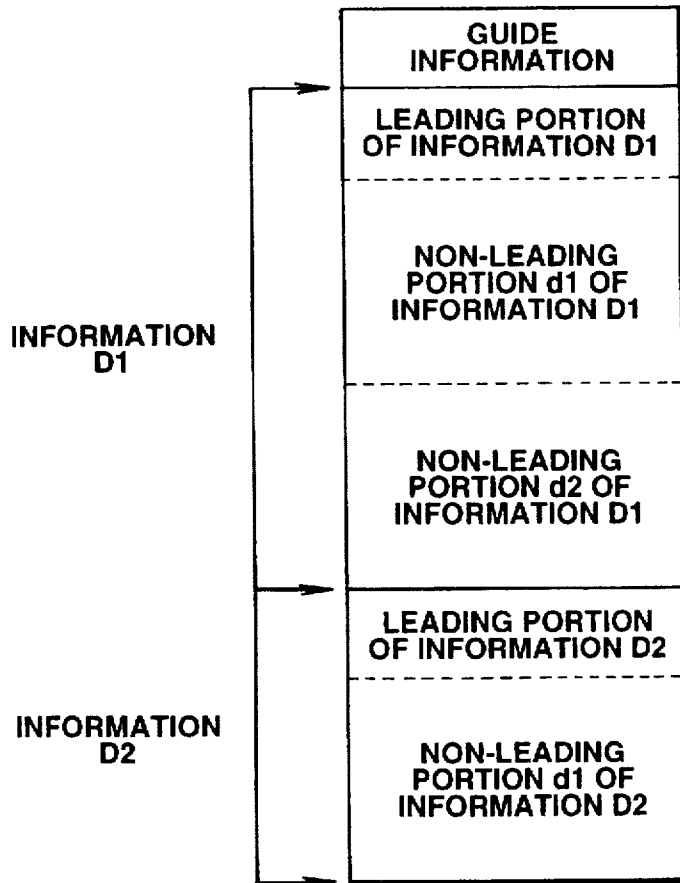 GUIDE
INFORMATION
LEADING PORTION
OF INFORMATION D1
NON-LEADING
PORTION d1 OF
INFORMATION D1
INFORMATION
D1
NON-LEADING
PORTION d2 OF
INFORMATION D1
LEADING PORTION
OF INFORMATION D2
INFORMATION
D2
NON-LEADING
PORTION d1 OF
INFORMATION D2